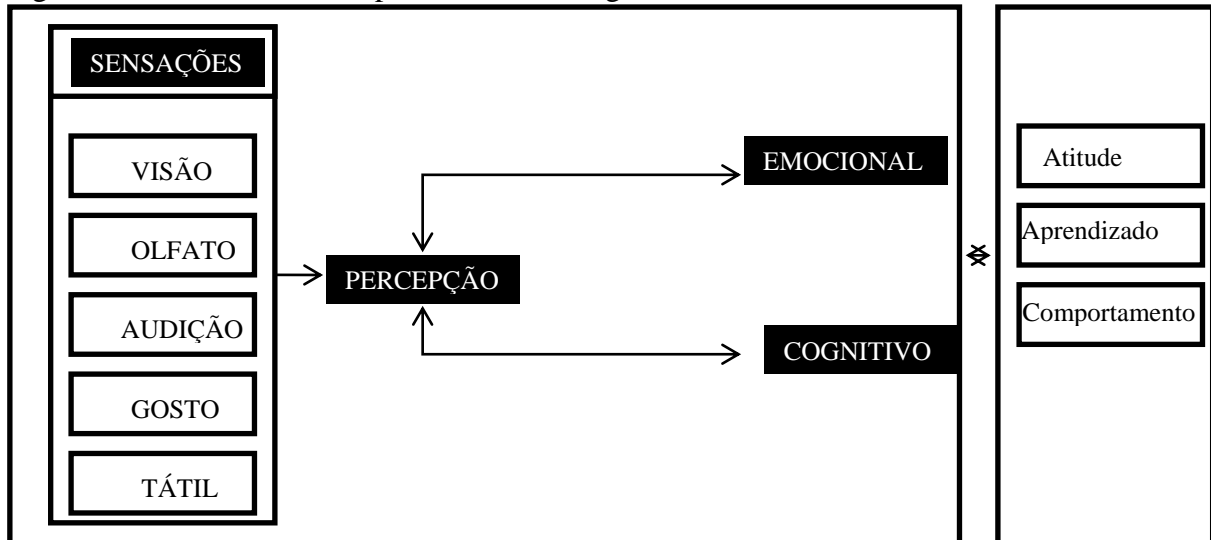 SENSAÇÕES
VISÃO
OLFATO
AUDIÇÃO
GOSTO
TÁTIL
PERCEPÇÃO
EMOCIONAL
COGNITIVO
Atitude
Aprendizado
Comportamento